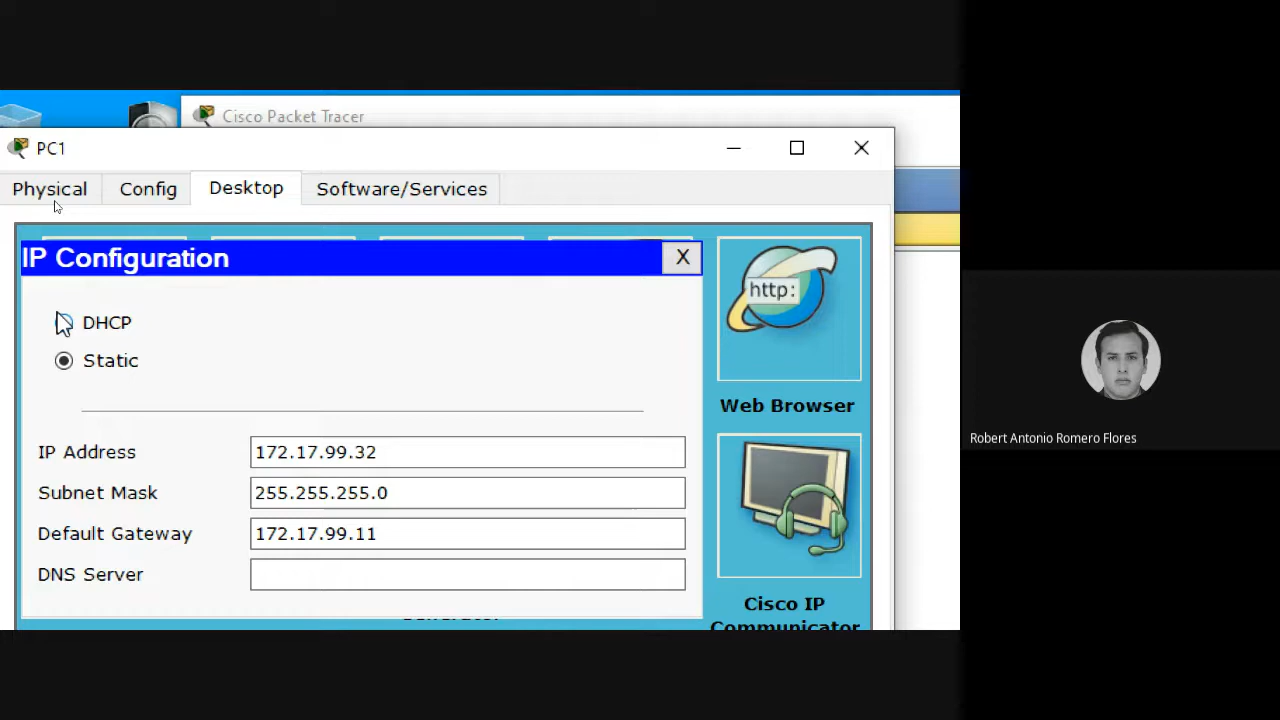 Cisco Packet Tracer
PC1
Physical
Config
Desktop
Software/Services
IP Configuration
X
DHCP
Static
IP Address
172.17.99.32
Subnet Mask
255.255.255.0
Default Gateway
172.17.99.11
DNS Server
http:
Web Browser
Cisco IP
Communicator
Robert Antonio Romero Flores